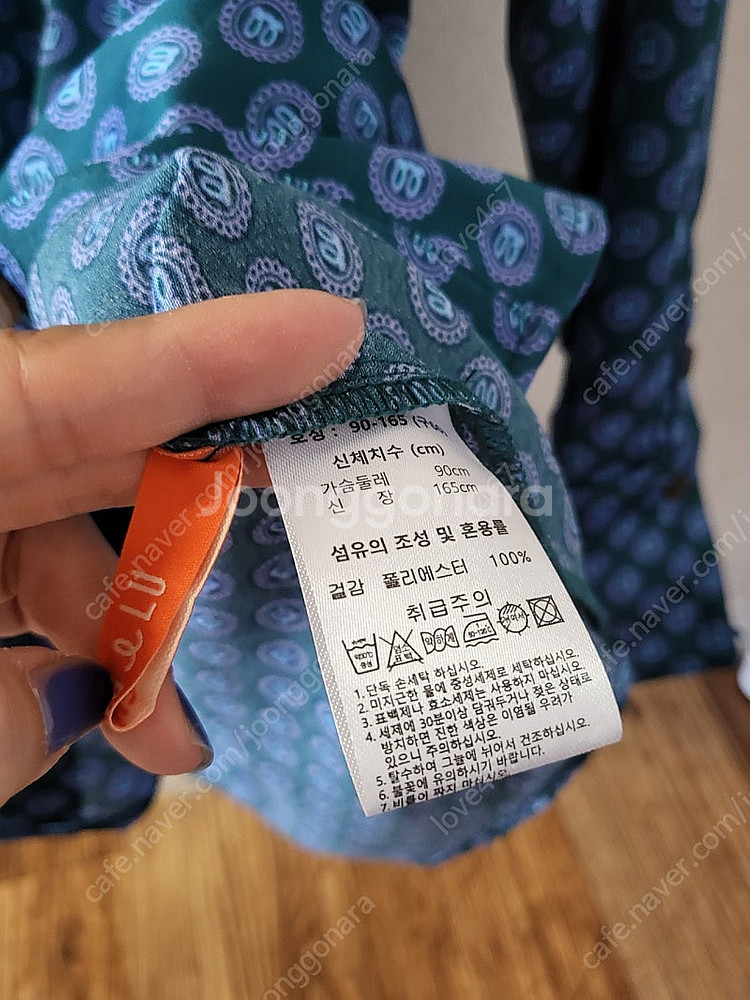 호칭 : 90-165
신체치수 (cm)
가슴둘레 90cm
신 장 165cm
섬유의 조성 및 혼용률
겉감 폴리에스터 100%
취급주의
1. 단독 손세탁 하십시오.
2. 미지근한 물에 중성세제로 세탁하십시오.
3. 표백제나 효소세제는 사용하지 마십시오.
4. 세제에 30분이상 담궈두거나 젖은 상태로
방치하면 진한 색상은 이염될 우려가
있으니 주의하십시오.
5. 탈수하여 그늘에 뉘어서 건조하십시오.
6. 불꽃에 유의하시기 바랍니다.
7. 비틀어 짜지 마십시오
e LU
Joonggonara
cafe.naver.com/joonggonara
love467